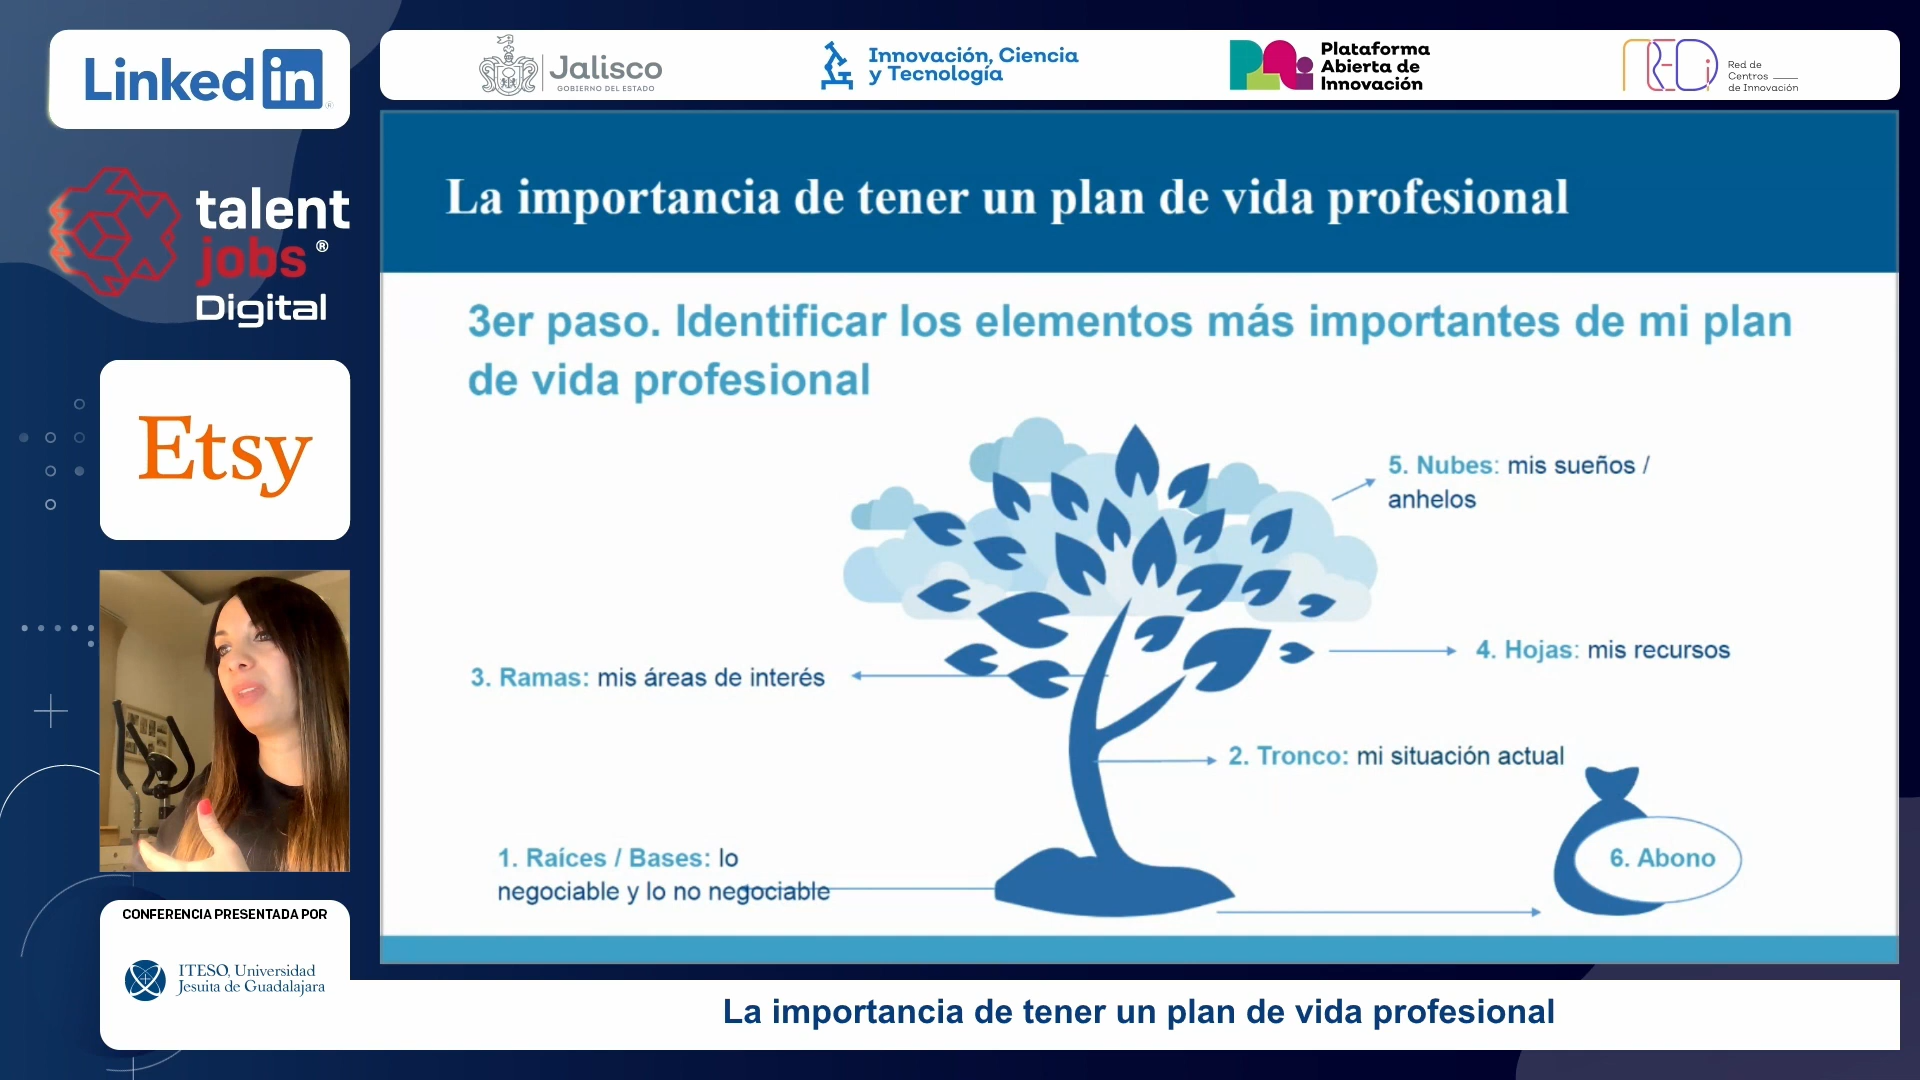 Linked in ®
Jalisco
GOBIERNO DEL ESTADO
Innovación, Ciencia
y Tecnología
Plataforma
Abierta de
Innovación
REDi
Red de
Centros
de Innovación
talent
jobs ®
Digital
Etsy
CONFERENCIA PRESENTADA POR
ITESO, Universidad
Jesuita de Guadalajara
La importancia de tener un plan de vida profesional
3er paso. Identificar los elementos más importantes de mi plan
de vida profesional
5. Nubes: mis sueños /
anhelos
4. Hojas: mis recursos
3. Ramas: mis áreas de interés
2. Tronco: mi situación actual
1. Raíces / Bases: lo
negociable y lo no negociable
6. Abono
La importancia de tener un plan de vida profesional